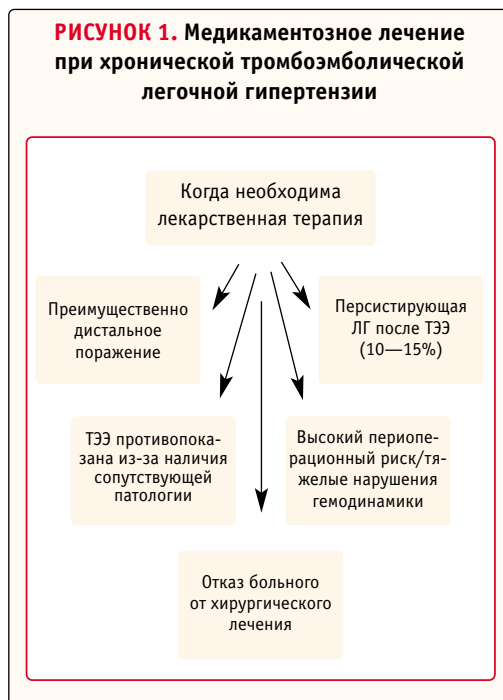 РИСУНОК 1. Медикаментозное лечение
при хронической тромбоэмболической
легочной гипертензии
Когда необходима
лекарственная терапия
Преимущественно
дистальное
поражение
Персистирующая
ЛГ после ТЭЭ
(10—15%)
ТЭЭ противопока-
зана из-за наличия
сопутствующей
патологии
Высокий периопе-
рационный риск/тя-
желые нарушения
гемодинамики
Отказ больного
от хирургического
лечения